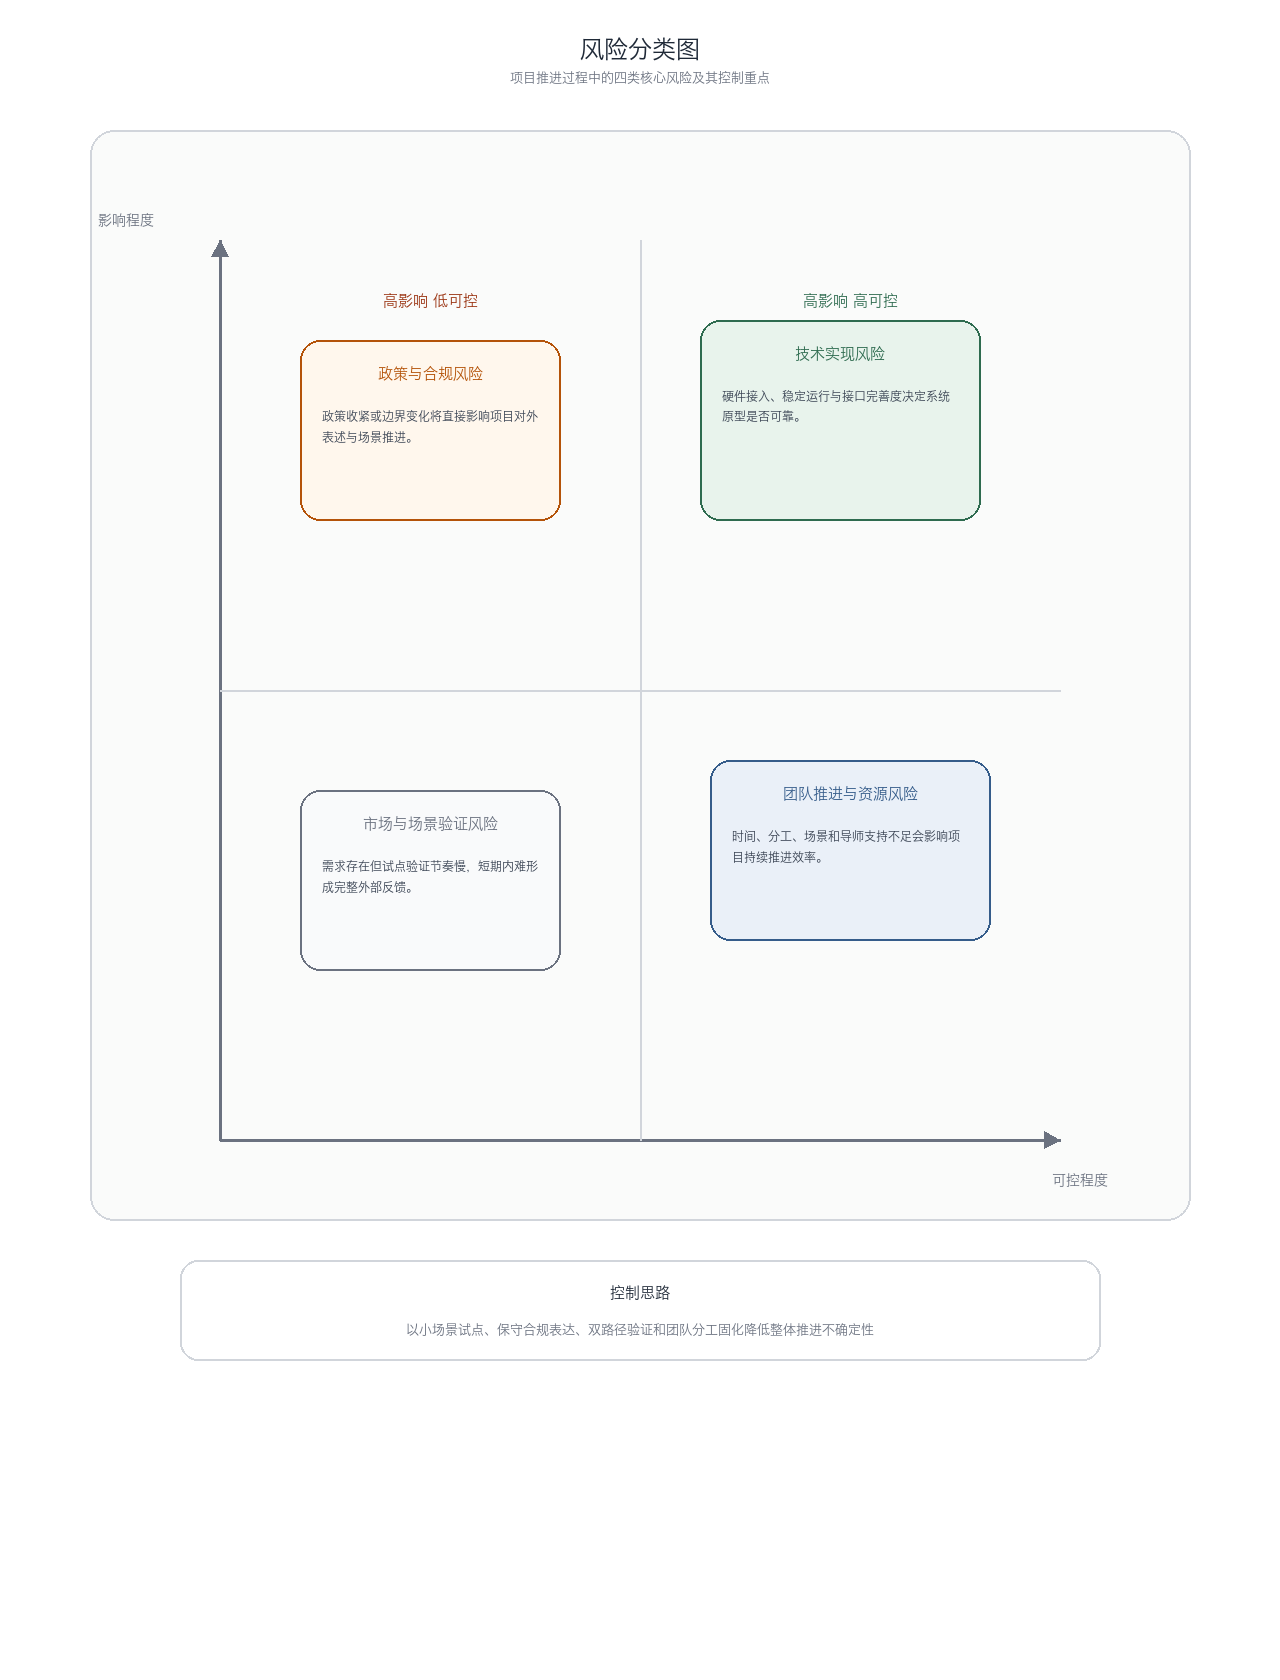 风险分类图
项目推进过程中的四类核心风险及其控制重点
影响程度
高影响 低可控
高影响 高可控
政策与合规风险
政策收紧或边界变化将直接影响项目对外
表述与场景推进。
技术实现风险
硬件接入、稳定运行与接口完善度决定系统
原型是否可靠。
市场与场景验证风险
需求存在但试点验证节奏慢，短期内难形
成完整外部反馈。
团队推进与资源风险
时间、分工、场景和导师支持不足会影响项
目持续推进效率。
可控程度
控制思路
以小场景试点、保守合规表达、双路径验证和团队分工固化降低整体推进不确定性